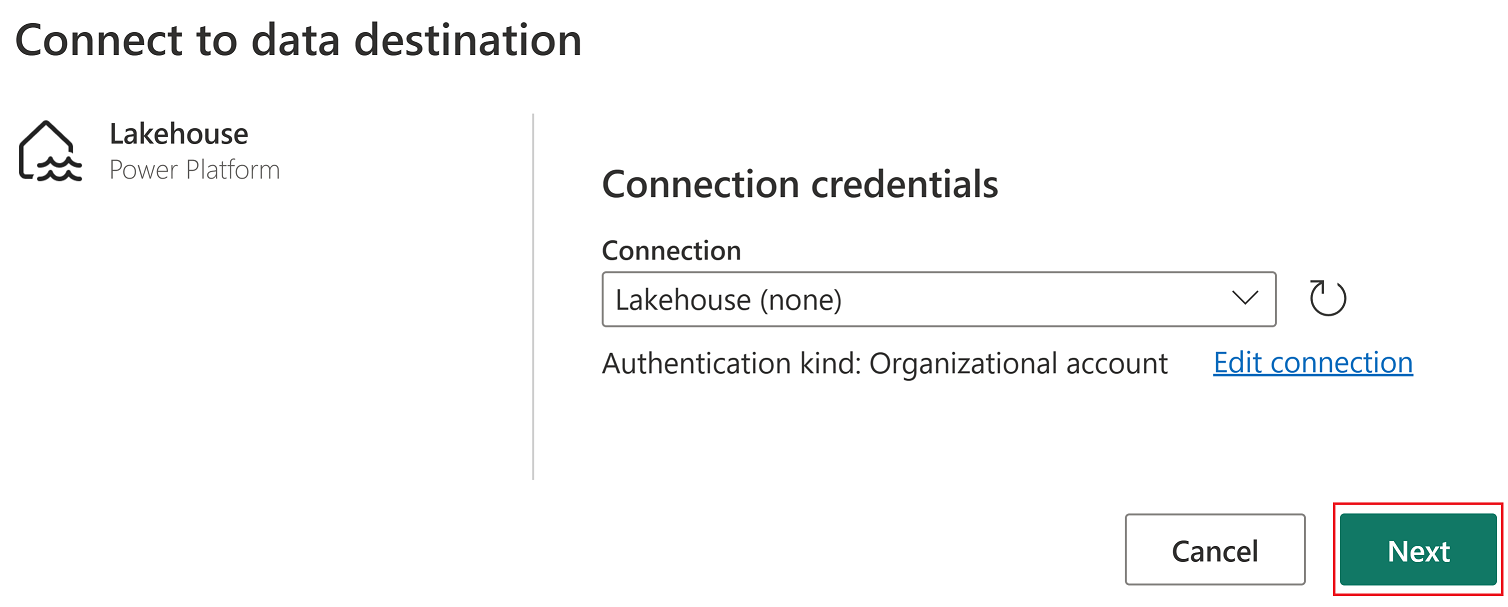 Connect to data destination
Lakehouse
Power Platform
Connection credentials
Connection
Lakehouse (none)
Authentication kind: Organizational account Edit connection
Cancel Next